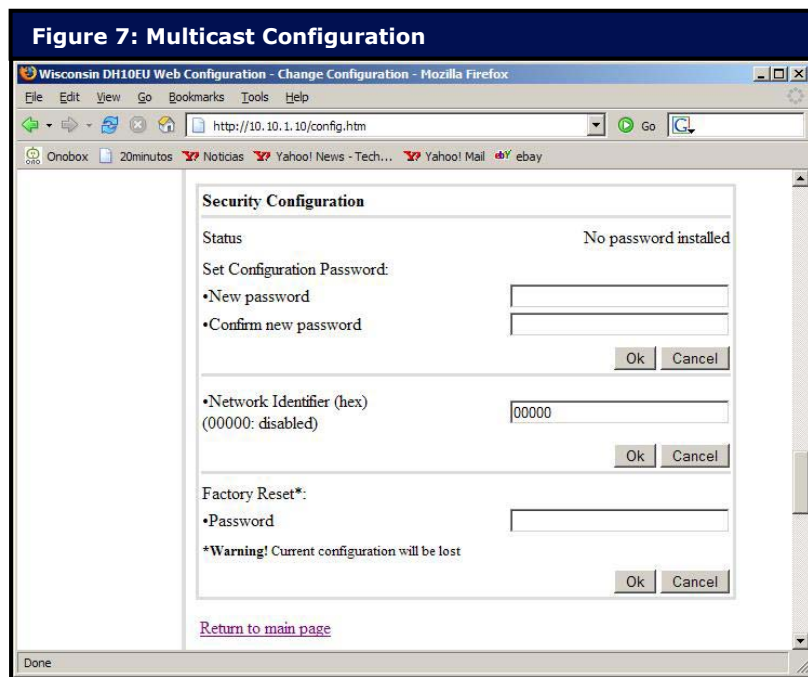 Figure 7: Multicast Configuration
Wisconsin DH10EU Web Configuration - Change Configuration - Mozilla Firefox
File Edit View Go Bookmarks Tools Help
http://10.10.1.10/config.htm Go G
Onobox 20minutos Noticias Yahoo! News - Tech... Yahoo! Mail ebY ebay
Security Configuration
Status No password installed
Set Configuration Password:
•New password
•Confirm new password
Ok Cancel
•Network Identifier (hex)
(00000: disabled)
00000
Ok Cancel
Factory Reset*:
•Password
*Warning! Current configuration will be lost
Ok Cancel
Return to main page
Done